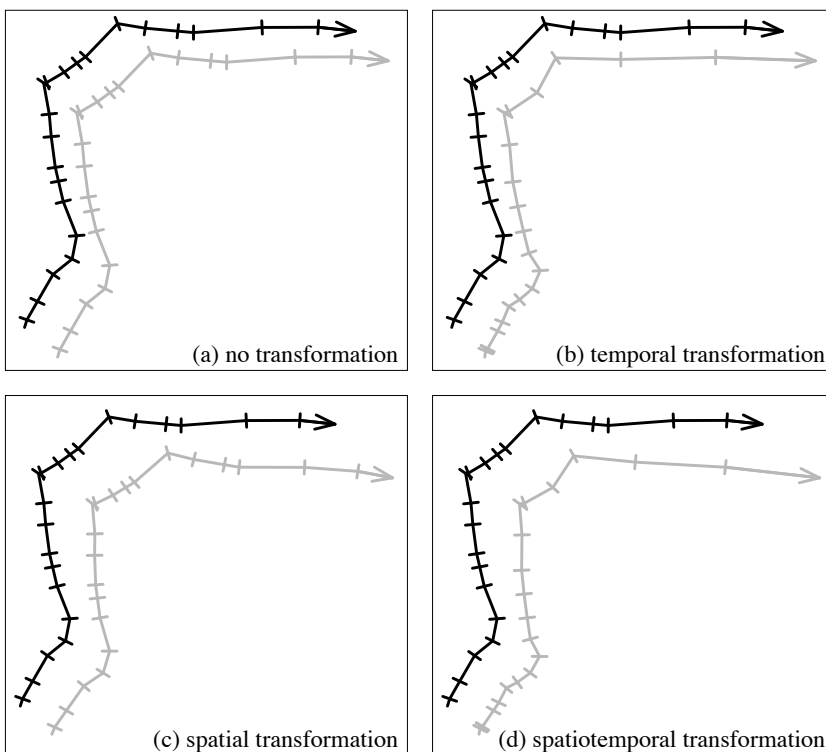 (a) no transformation
(b) temporal transformation
(c) spatial transformation
(d) spatiotemporal transformation